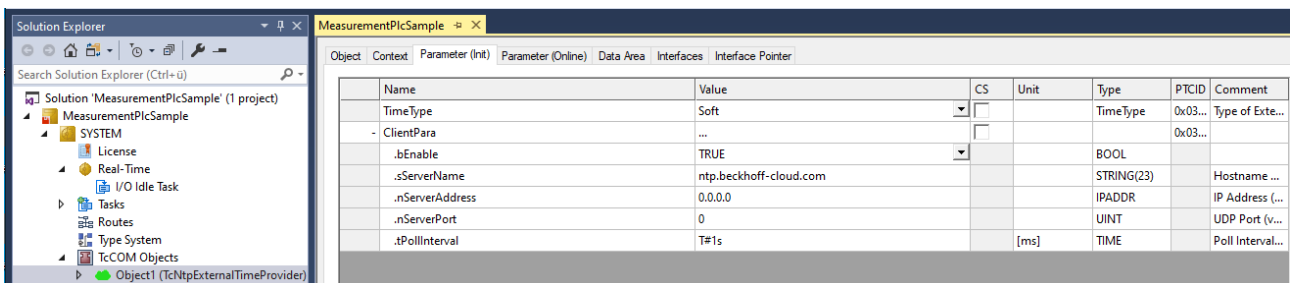 Solution Explorer
Search Solution Explorer (Ctrl+ü)
Solution 'MeasurementPlcSample' (1 project)
MeasurementPlcSample
SYSTEM
License
Real-Time
I/O Idle Task
Tasks
Routes
Type System
TcCOM Objects
Object1 (TcNtpExternalTimeProvider)
MeasurementPlcSample
Object Context Parameter (Init) Parameter (Online) Data Area Interfaces Interface Pointer
Name Value CS Unit Type PTCID Comment
TimeType Soft TimeType 0x03... Type of Exte...
- ClientPara ... 0x03...
.bEnable TRUE BOOL
.sServerName ntp.beckhoff-cloud.com STRING(23) Hostname ...
.nServerAddress 0.0.0.0 IPADDR IP Address (...
.nServerPort 0 UINT UDP Port (v...
.tPollInterval T#1s [ms] TIME Poll Interval...